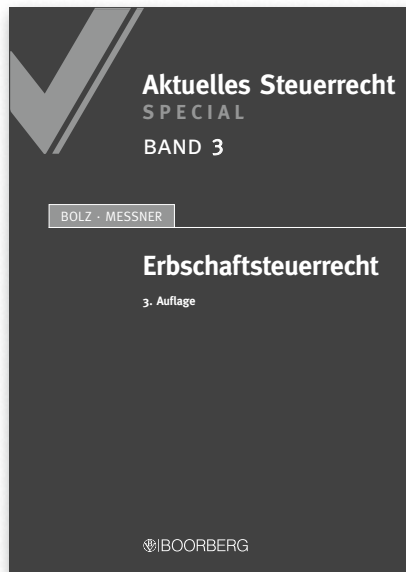 Aktuelles Steuerrecht
SPECIAL
BAND 3
BOLZ · MESSNER
Erbschaftsteuerrecht
3. Auflage
BOORBERG